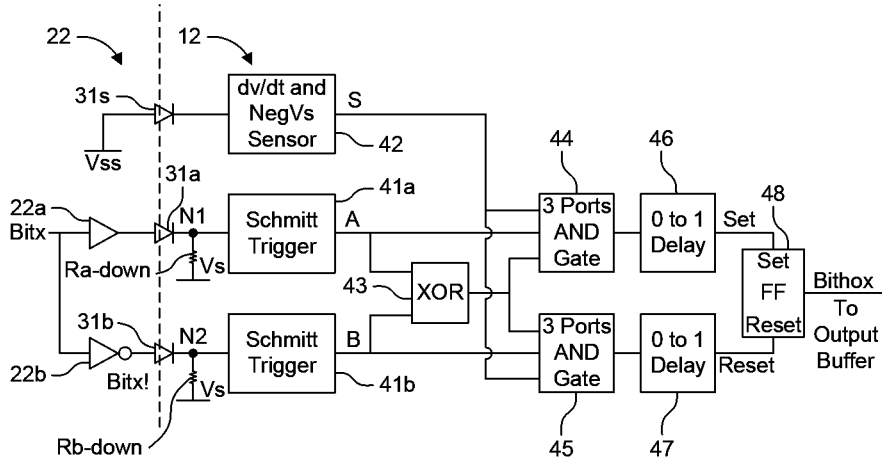 22
12
31s
dv/dt and
NegVs
Sensor
S
42
Vss
31a
44
46
48
22a
Bitx
N1
41a
Schmitt
Trigger
A
3 Ports
AND
Gate
0 to 1
Delay
Set
Ra-down
Vs
43
XOR
Set
FF
Reset
Bithox
To
Output
Buffer
31b
N2
Schmitt
Trigger
B
3 Ports
AND
Gate
0 to 1
Delay
Reset
22b
Bitx!
Vs
41b
Rb-down
45
47